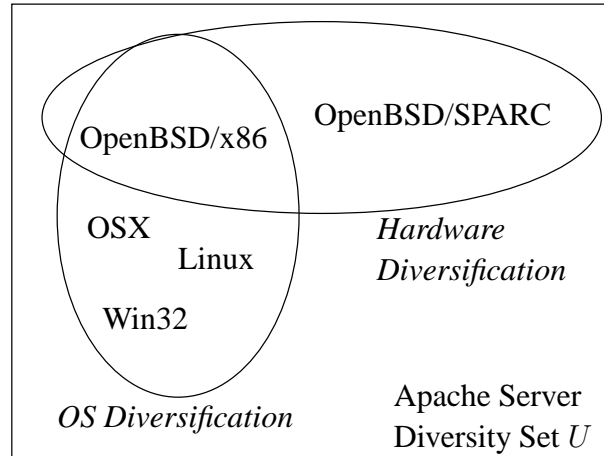 OpenBSD/SPARC
OpenBSD/x86
OSX
Linux
Win32
Hardware
Diversification
OS Diversification
Apache Server
Diversity Set U